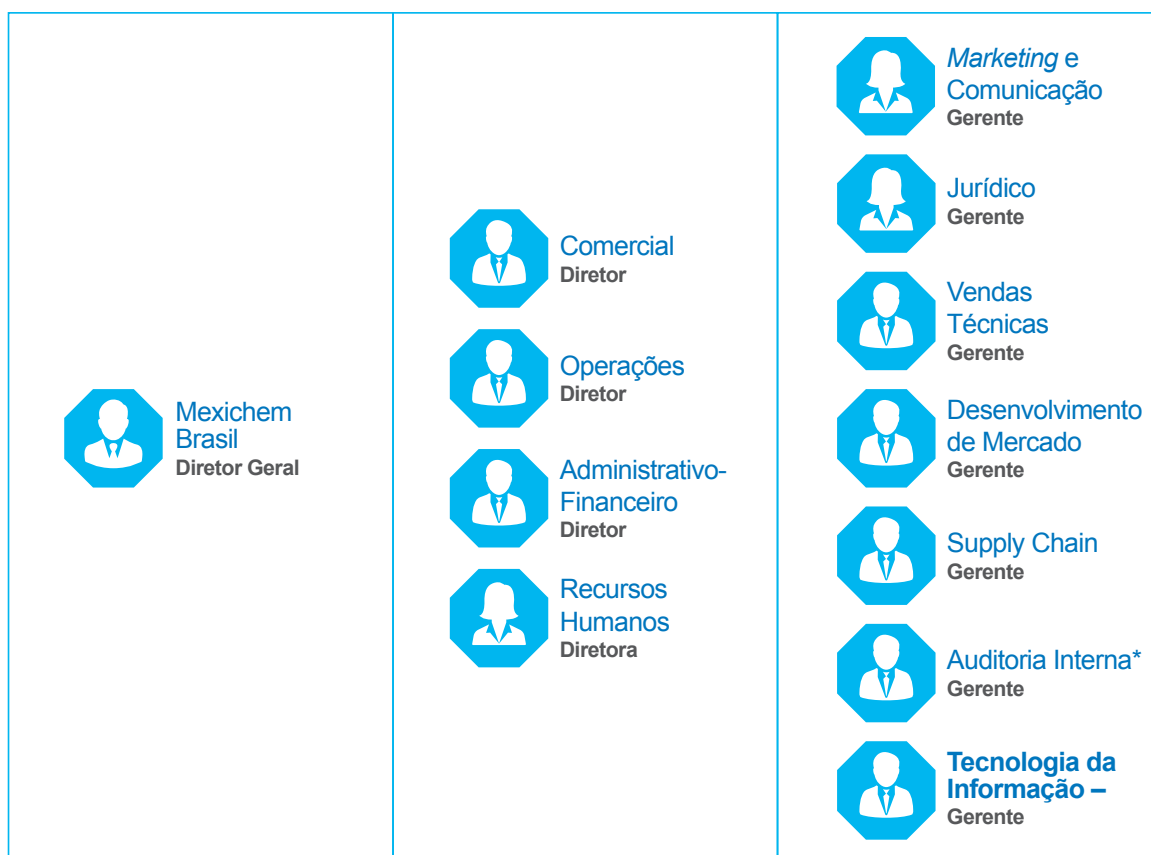 Mexichem
Brasil
Diretor Geral
Comercial
Diretor
Operações
Diretor
Administrativo-
Financeiro
Diretor
Recursos
Humanos
Diretora
Marketing e
Comunicação
Gerente
Jurídico
Gerente
Vendas
Técnicas
Gerente
Desenvolvimento
de Mercado
Gerente
Supply Chain
Gerente
Auditoria Interna*
Gerente
Tecnologia da
Informação –
Gerente